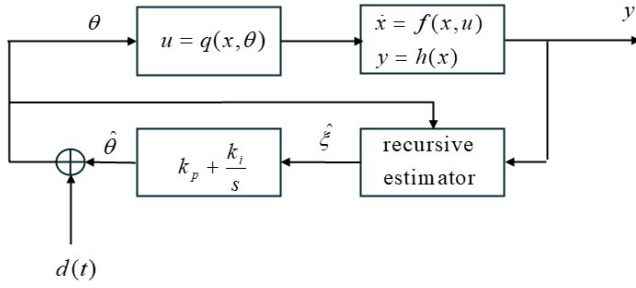 θ
u = q(x,θ)
ẋ = f(x,u)
y = h(x)
y
θ̂
k_p + k_i/s
ξ̂
recursive
estimator
d(t)